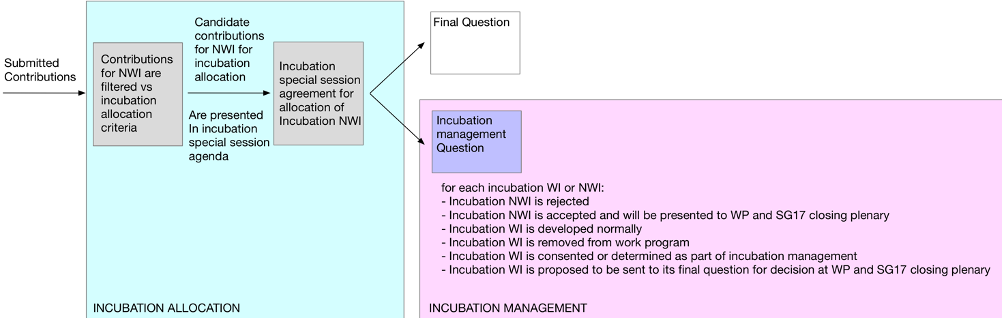 Submitted
Contributions
Contributions
for NWI are
filtered vs
incubation
allocation
criteria
Candidate
contributions
for NWI for
incubation
allocation
Are presented
In incubation
special session
agenda
Incubation
special session
agreement for
allocation of
Incubation NWI
Final Question
Incubation
management
Question
for each incubation WI or NWI:
- Incubation NWI is rejected
- Incubation NWI is accepted and will be presented to WP and SG17 closing plenary
- Incubation WI is developed normally
- Incubation WI is removed from work program
- Incubation WI is consented or determined as part of incubation management
- Incubation WI is proposed to be sent to its final question for decision at WP and SG17 closing plenary
INCUBATION ALLOCATION
INCUBATION MANAGEMENT